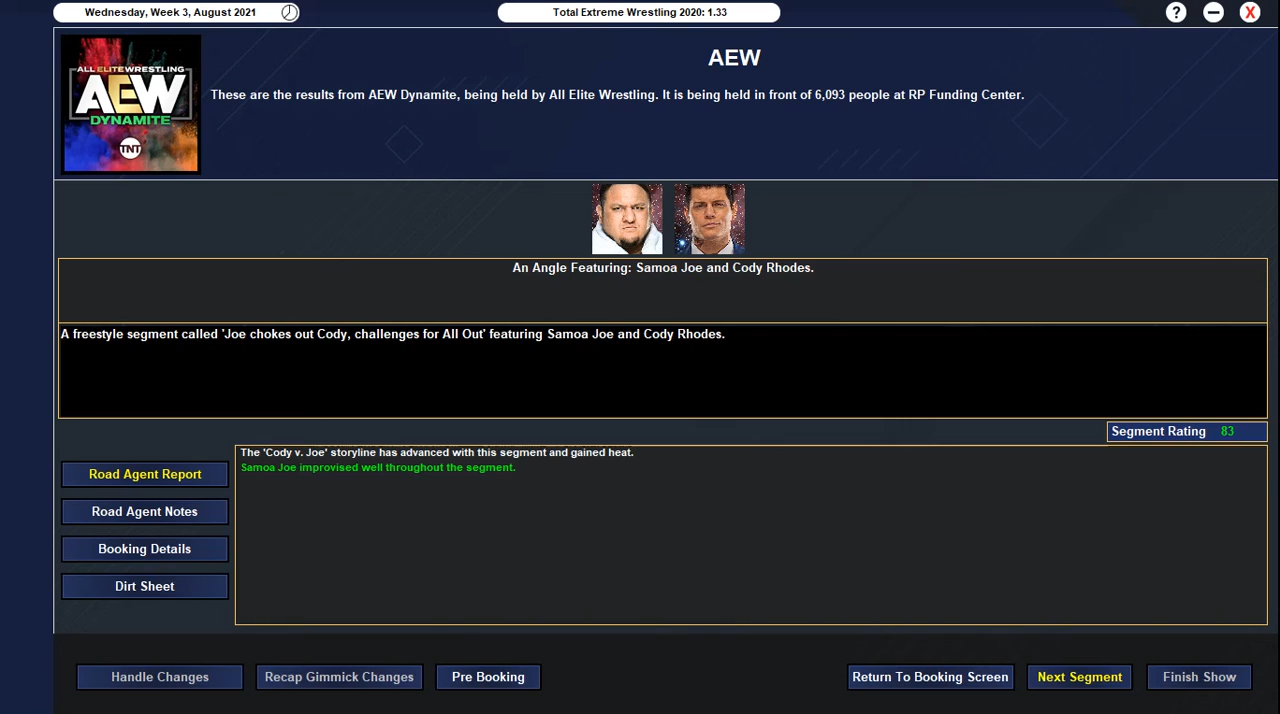 Wednesday, Week 3, August 2021
Total Extreme Wrestling 2020: 1.33
?
X
ALL ELITE WRESTLING
AEW
DYNAMITE
TNT
AEW
These are the results from AEW Dynamite, being held by All Elite Wrestling. It is being held in front of 6,093 people at RP Funding Center.
An Angle Featuring: Samoa Joe and Cody Rhodes.
A freestyle segment called 'Joe chokes out Cody, challenges for All Out' featuring Samoa Joe and Cody Rhodes.
Segment Rating 83
Road Agent Report
Road Agent Notes
Booking Details
Dirt Sheet
The 'Cody v. Joe' storyline has advanced with this segment and gained heat.
Samoa Joe improvised well throughout the segment.
Handle Changes
Recap Gimmick Changes
Pre Booking
Return To Booking Screen
Next Segment
Finish Show